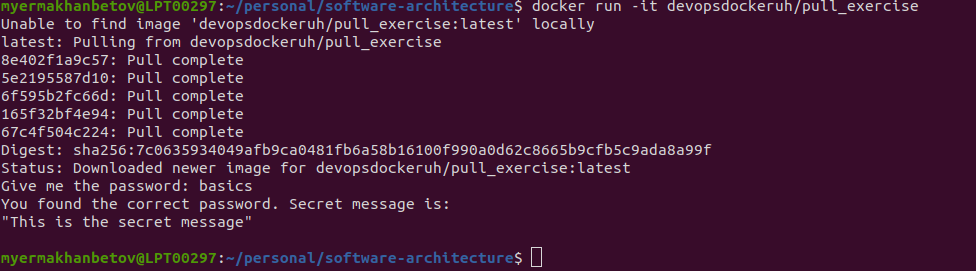 myermakhanbetov@LPT00297:~/personal/software-architecture$ docker run -it devopsdockeruh/pull_exercise
Unable to find image 'devopsdockeruh/pull_exercise:latest' locally
latest: Pulling from devopsdockeruh/pull_exercise
8e402f1a9c57: Pull complete
5e2195587d10: Pull complete
6f595b2fc66d: Pull complete
165f32bf4e94: Pull complete
67c4f504c224: Pull complete
Digest: sha256:7c0635934049afb9ca0481fb6a58b16100f990a0d62c8665b9cfb5c9ada8a99f
Status: Downloaded newer image for devopsdockeruh/pull_exercise:latest
Give me the password: basics
You found the correct password. Secret message is:
"This is the secret message"
myermakhanbetov@LPT00297:~/personal/software-architecture$